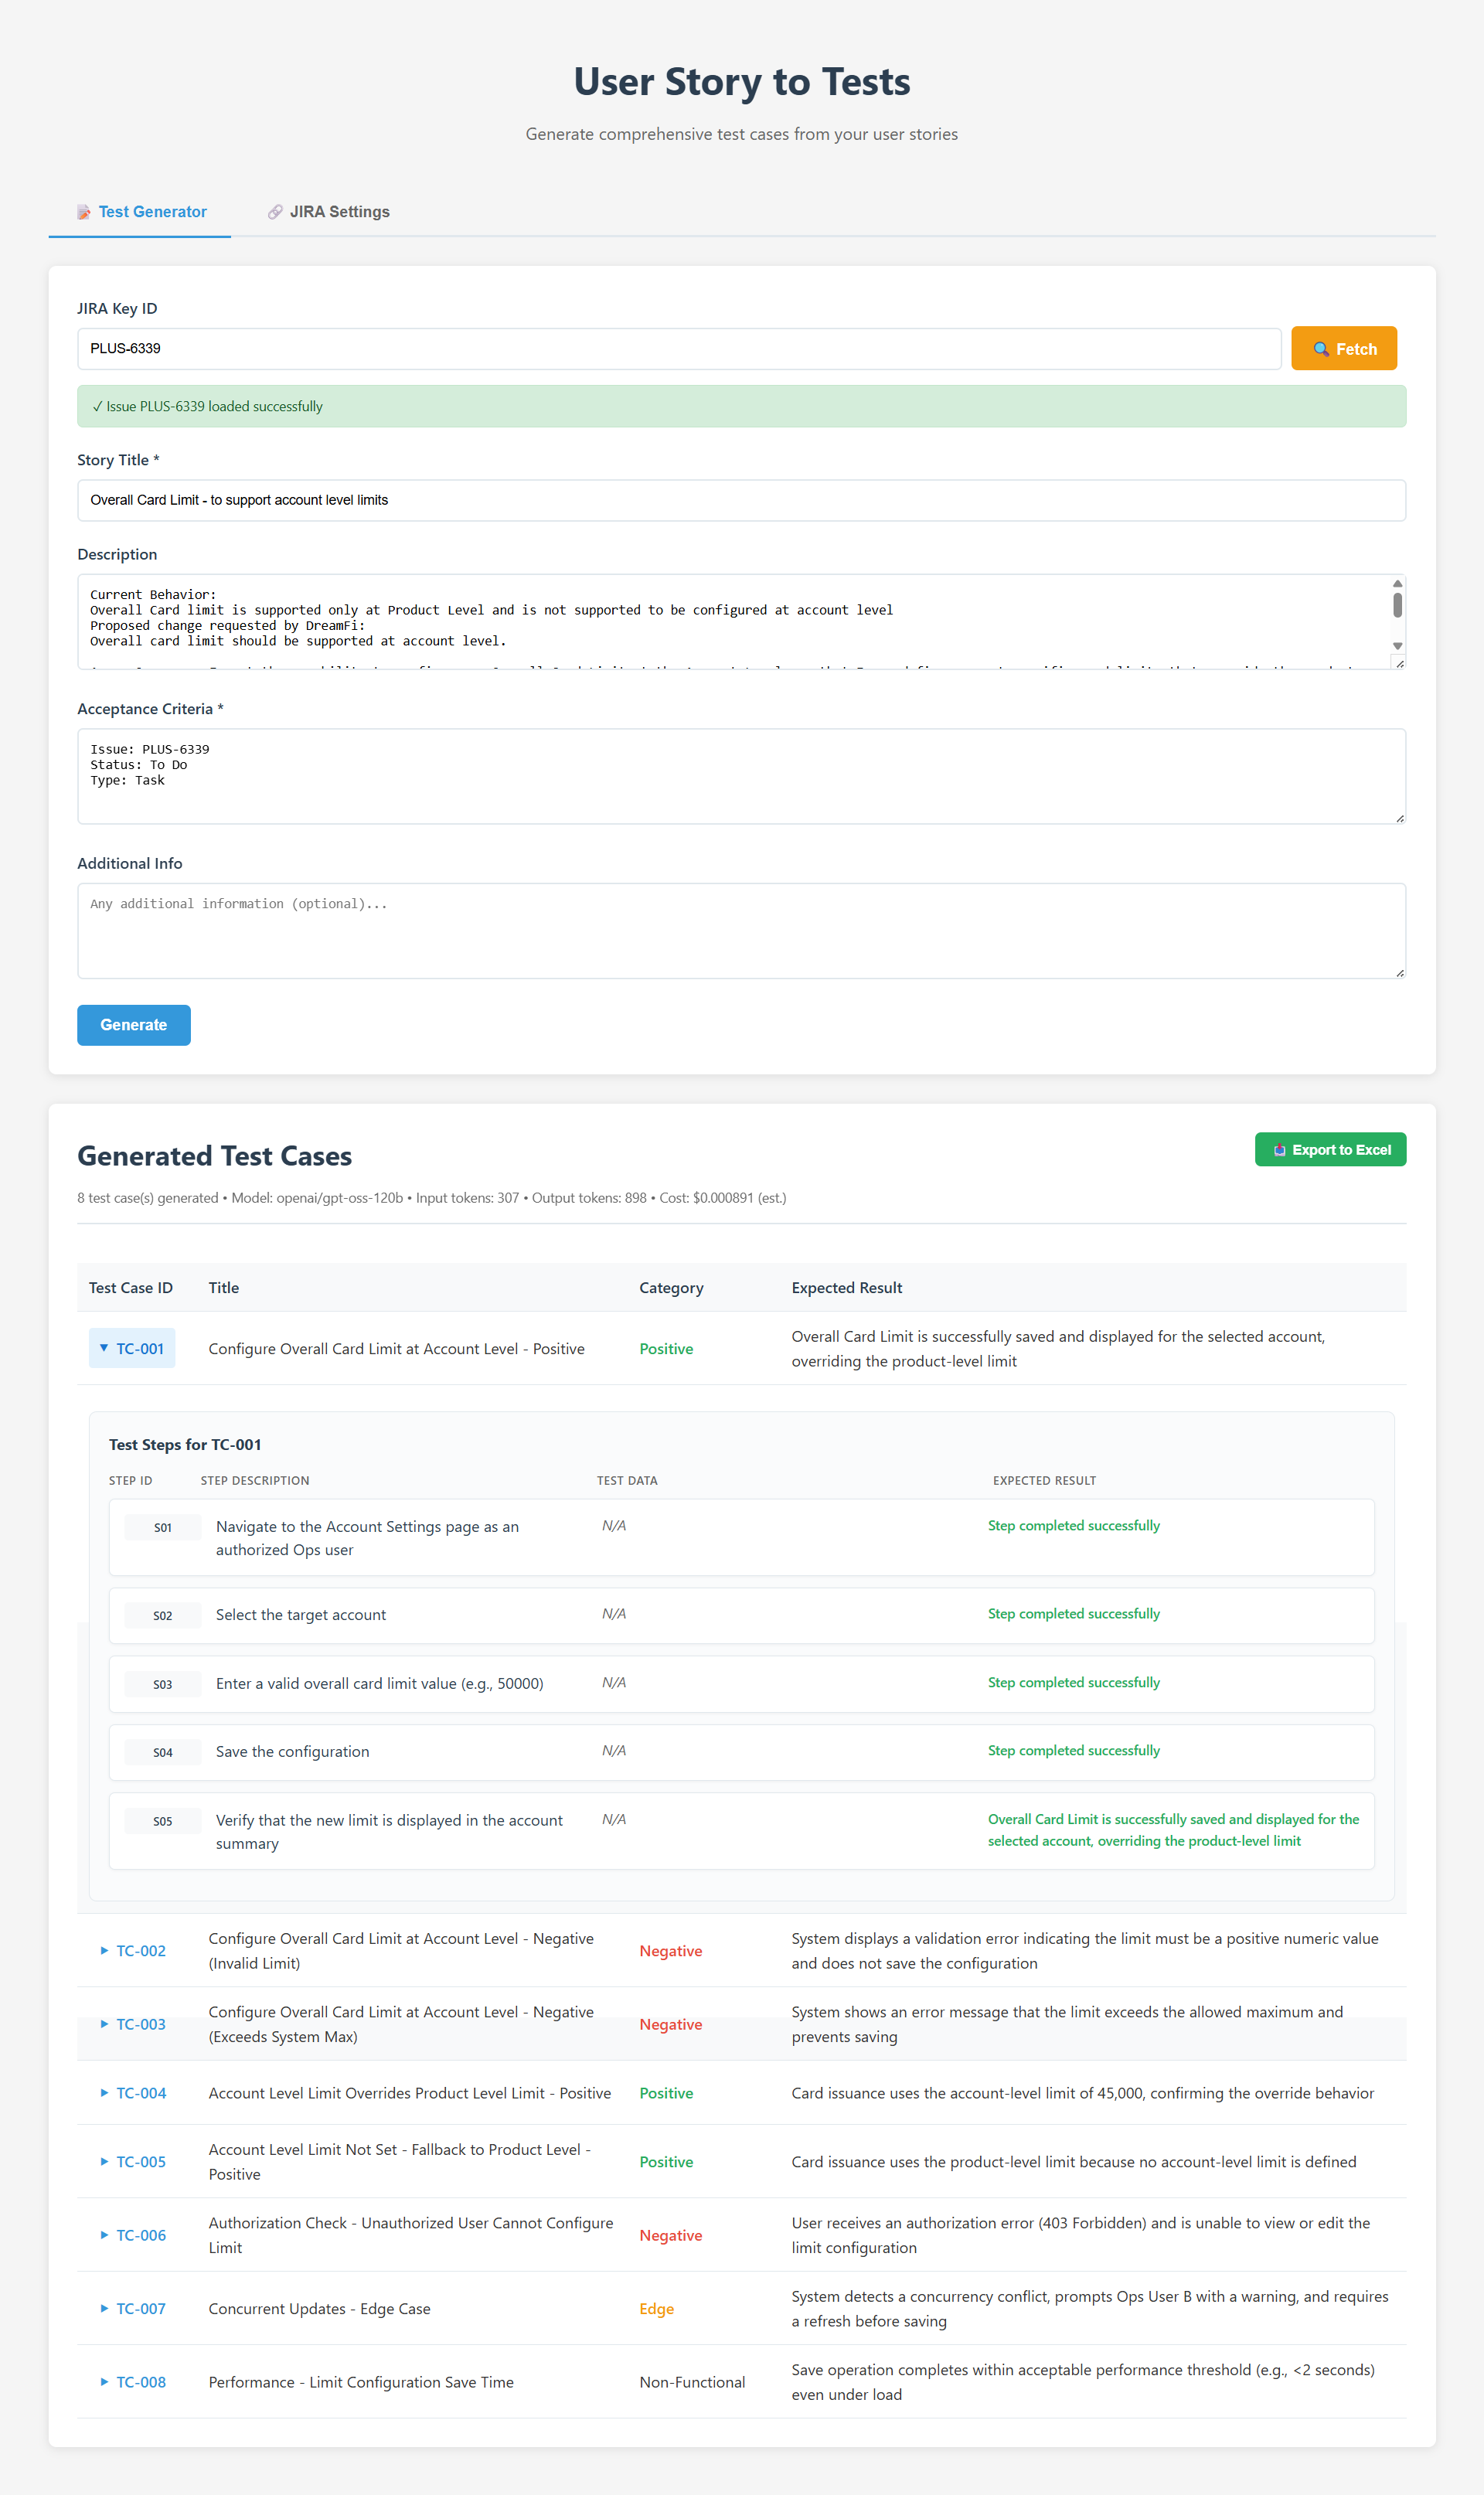 User Story to Tests
Generate comprehensive test cases from your user stories
Test Generator
JIRA Settings
JIRA Key ID
PLUS-6339
Fetch
✓ Issue PLUS-6339 loaded successfully
Story Title *
Overall Card Limit - to support account level limits
Description
Current Behavior:
Overall Card limit is supported only at Product Level and is not supported to be configured at account level
Proposed change requested by DreamFi:
Overall card limit should be supported at account level.
Acceptance Criteria *
Issue: PLUS-6339
Status: To Do
Type: Task
Additional Info
Any additional information (optional)...
Generate
Generated Test Cases
Export to Excel
8 test case(s) generated • Model: openai/gpt-oss-120b • Input tokens: 307 • Output tokens: 898 • Cost: $0.000891 (est.)
Test Case ID Title Category Expected Result
▼ TC-001 Configure Overall Card Limit at Account Level - Positive Positive Overall Card Limit is successfully saved and displayed for the selected account,
overriding the product-level limit
Test Steps for TC-001
STEP ID STEP DESCRIPTION TEST DATA EXPECTED RESULT
S01 Navigate to the Account Settings page as an N/A Step completed successfully
authorized Ops user
S02 Select the target account N/A Step completed successfully
S03 Enter a valid overall card limit value (e.g., 50000) N/A Step completed successfully
S04 Save the configuration N/A Step completed successfully
S05 Verify that the new limit is displayed in the account N/A Overall Card Limit is successfully saved and displayed for the
summary selected account, overriding the product-level limit
▶ TC-002 Configure Overall Card Limit at Account Level - Negative Negative System displays a validation error indicating the limit must be a positive numeric value
(Invalid Limit) and does not save the configuration
▶ TC-003 Configure Overall Card Limit at Account Level - Negative Negative System shows an error message that the limit exceeds the allowed maximum and
(Exceeds System Max) prevents saving
▶ TC-004 Account Level Limit Overrides Product Level Limit - Positive Positive Card issuance uses the account-level limit of 45,000, confirming the override behavior
▶ TC-005 Account Level Limit Not Set - Fallback to Product Level - Positive Card issuance uses the product-level limit because no account-level limit is defined
Positive
▶ TC-006 Authorization Check - Unauthorized User Cannot Configure Negative User receives an authorization error (403 Forbidden) and is unable to view or edit the
Limit limit configuration
▶ TC-007 Concurrent Updates - Edge Case Edge System detects a concurrency conflict, prompts Ops User B with a warning, and requires
a refresh before saving
▶ TC-008 Performance - Limit Configuration Save Time Non-Functional Save operation completes within acceptable performance threshold (e.g., <2 seconds)
even under load